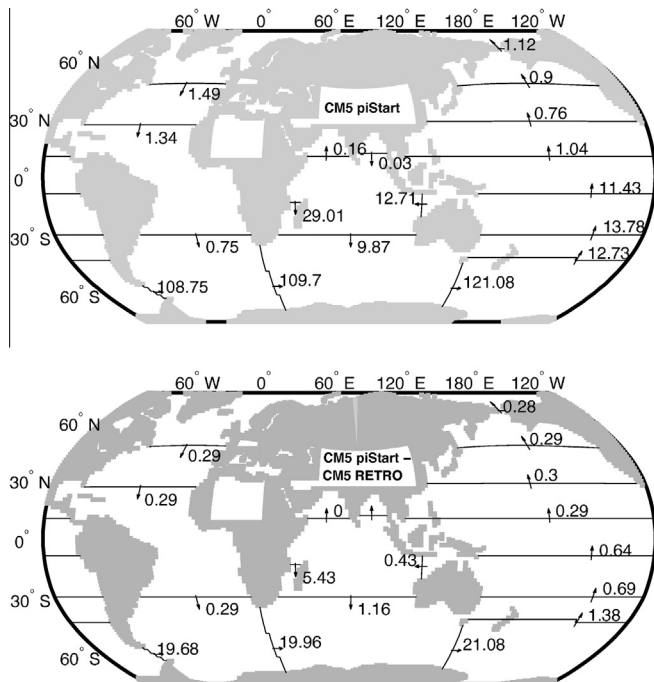 60° W 0° 60° E 120° E 180° E 120° W
1.12
60° N
0.9
1.49
CM5 piStart
30° N
0.76
1.34
0.16
0.03
1.04
0°
12.71
11.43
29.01
13.78
30° S
0.75
9.87
12.73
108.75
109.7
121.08
60° S
60° W 0° 60° E 120° E 180° E 120° W
0.28
60° N
0.29
0.29
CM5 piStart –
CM5 RETRO
30° N
0.3
0.29
0
0.29
0°
0.43
0.64
5.43
0.69
30° S
0.29
1.16
1.38
19.68
19.96
21.08
60° S